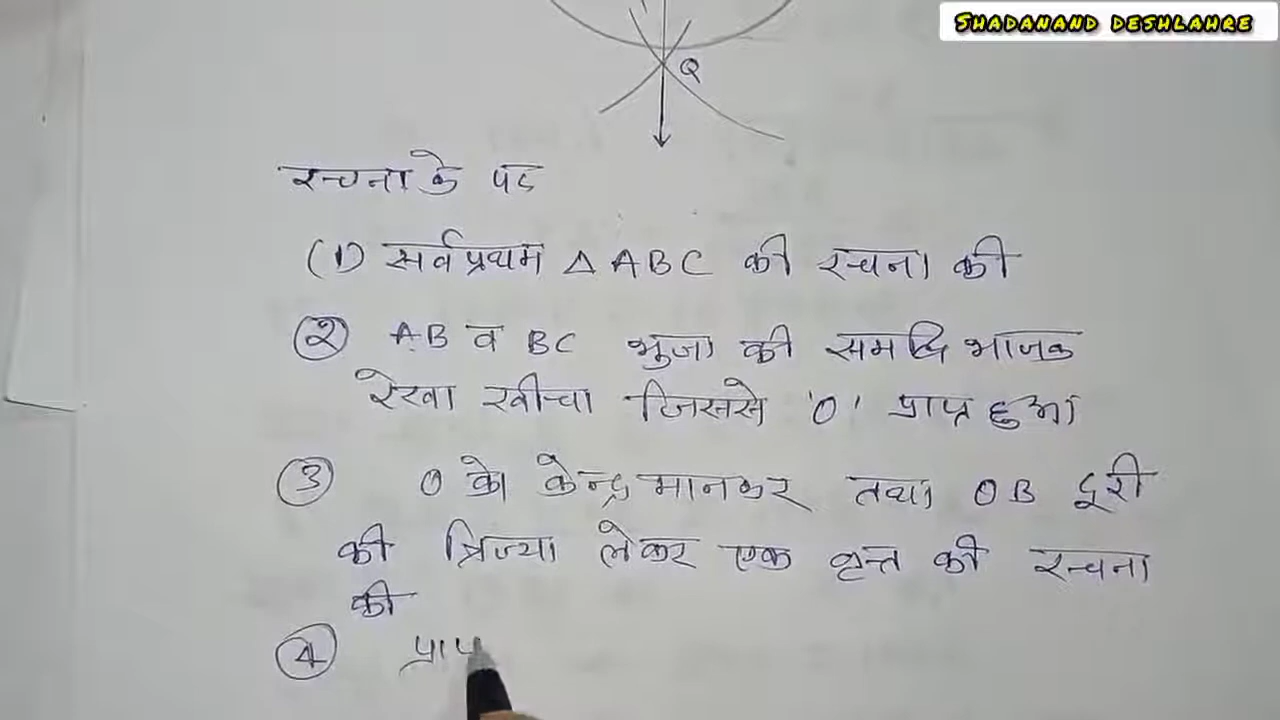 SHADANAND DESHLAHRE
Q
रचना के पद
(1) सर्वप्रथम △ ABC की रचना की
(2) AB व BC भुजा की समद्विभाजक
रेखा खीचा जिससे 'O' प्राप्त हुआ
(3) O को केन्द्र मानकर तथा OB दूरी
की त्रिज्या लेकर एक वृत्त की रचना
की
(4) प्राप